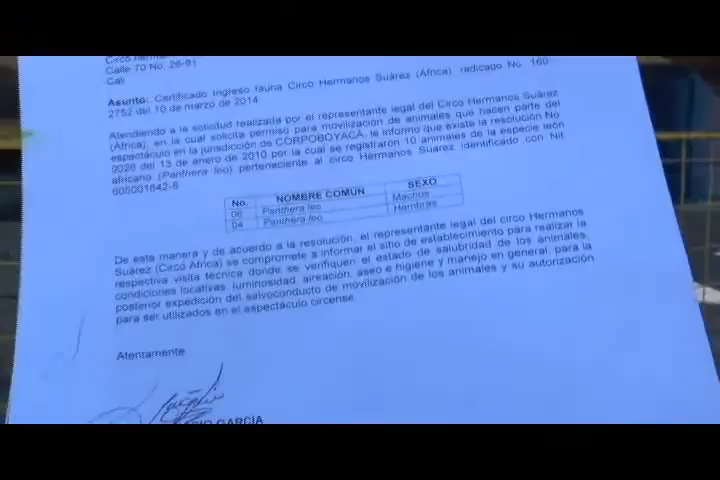 Circo
Calle 70 No. 26-81
Cali
Asunto: Certificado Ingreso fauna Circo Hermanos Suárez (África) radicado No 160
2752 del 10 de marzo de 2014
Atendiendo a la solicitud realizada por el representante legal del Circo Hermanos Suárez
(África), en la cual solicita permiso para movilización de animales que hacen parte del
espectáculo en la jurisdicción de CORPOBOYACÁ, le informo que existe la resolución No
0026 del 13 de enero de 2010 por la cual se registraron 10 animales de la especie león
africano (Panthera leo) perteneciente al circo Hermanos Suárez identificado con Nit
605001642-8
No. NOMBRE COMÚN SEXO
06 Panthera leo Machos
04 Panthera leo Hembras
De esta manera y de acuerdo a la resolución, el representante legal del circo Hermanos
Suárez (Circo África) se compromete a informar el sitio de establecimiento para realizar la
respectiva visita técnica donde se verifiquen el estado de salubridad de los animales,
condiciones locativas, luminosidad, aireación, aseo e higiene y manejo en general, para la
posterior expedición del salvoconducto de movilización de los animales y su autorización
para ser utilizados en el espectáculo circense
Atentamente
GARCÍA